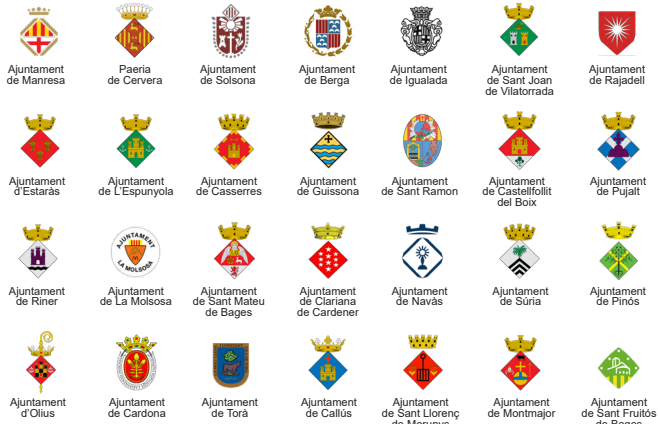 Ajuntament
de Manresa
Paeria
de Cervera
Ajuntament
de Solsona
Ajuntament
de Berga
Ajuntament
de Igualada
Ajuntament
de Sant Joan
de Vilatorrada
Ajuntament
de Rajadell
Ajuntament
d'Estaràs
Ajuntament
de L'Espunyola
Ajuntament
de Casserres
Ajuntament
de Guissona
Ajuntament
de Sant Ramon
Ajuntament
de Castellfollit
del Boix
Ajuntament
de Pujalt
Ajuntament
de Riner
AJUNTAMENT
LA MOLSOSA
Ajuntament
de La Molsosa
Ajuntament
de Sant Mateu
de Bages
Ajuntament
de Clariana
de Cardener
Ajuntament
de Navàs
Ajuntament
de Súria
Ajuntament
de Pinós
Ajuntament
d'Olius
Ajuntament
de Cardona
Ajuntament
de Torà
Ajuntament
de Callús
Ajuntament
de Sant Llorenç
de Morunys
Ajuntament
de Montmajor
Ajuntament
de Sant Fruitós
de Bages